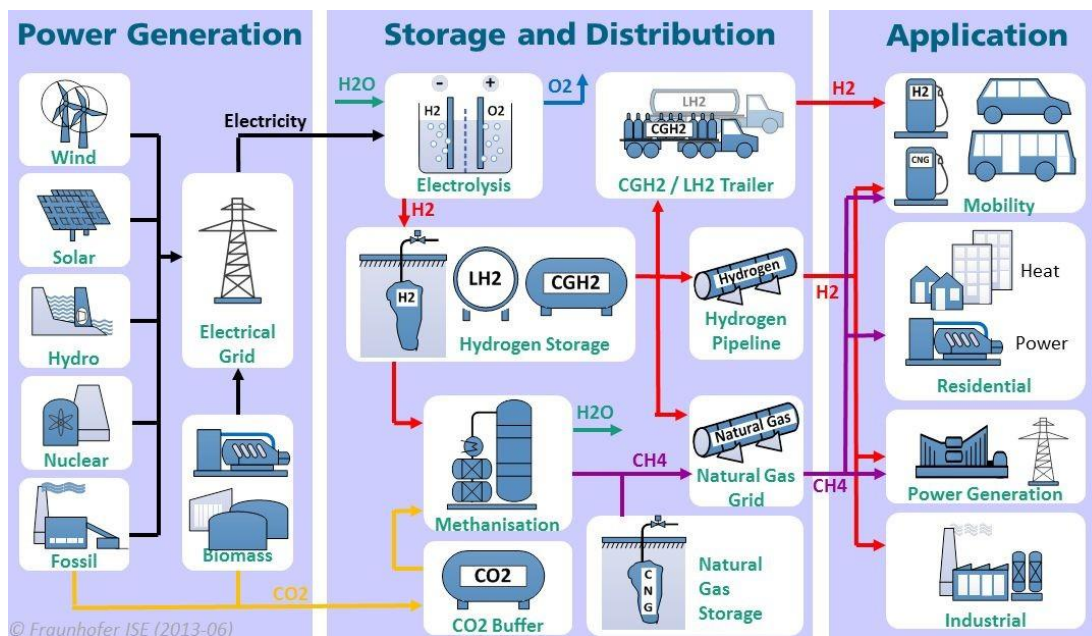 Power Generation
Storage and Distribution
Application
Wind
Solar
Hydro
Nuclear
Fossil
Electricity
Electrical
Grid
Biomass
CO2
© Fraunhofer ISE (2013-06)
H2O
- +
O2
H2 O2
Electrolysis
H2
LH2
CGH2
CGH2 / LH2 Trailer
H2
H2
LH2
CGH2
Hydrogen Storage
Hydrogen
Hydrogen
Pipeline
H2
H2O
Methanisation
CH4
Natural Gas
Natural Gas
Grid
CH4
CO2
CO2 Buffer
CNG
Natural
Gas
Storage
H2
CNG
Mobility
Heat
Power
Residential
Power Generation
Industrial